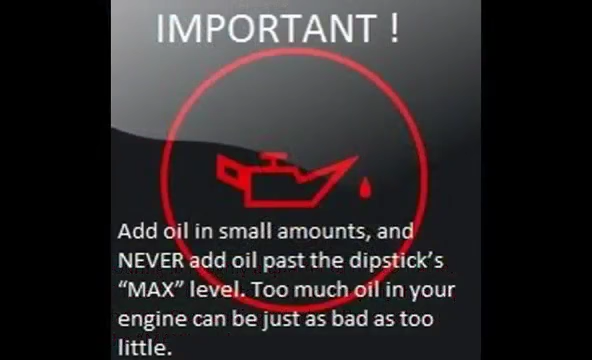 IMPORTANT !
Add oil in small amounts, and
NEVER add oil past the dipstick's
“MAX” level. Too much oil in your
engine can be just as bad as too
little.